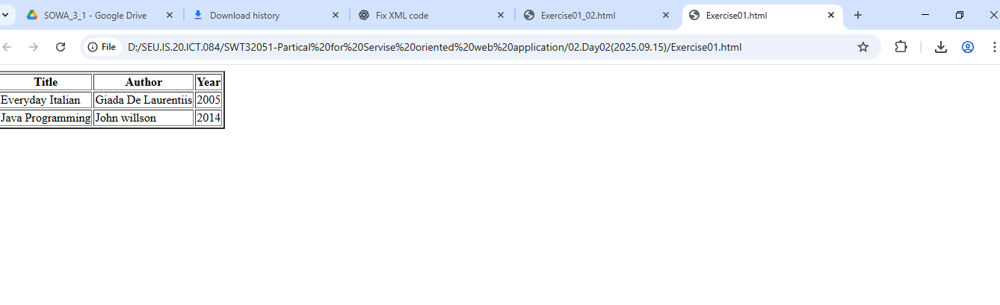 SOWA_3_1 - Google Drive
Download history
Fix XML code
Exercise01_02.html
Exercise01.html
File
D:/SEU.IS.20.ICT.084/SWT32051-Partical%20for%20Servise%20oriented%20web%20application/02.Day02(2025.09.15)/Exercise01.html
Title Author Year
Everyday Italian Giada De Laurentiis 2005
Java Programming John willson 2014